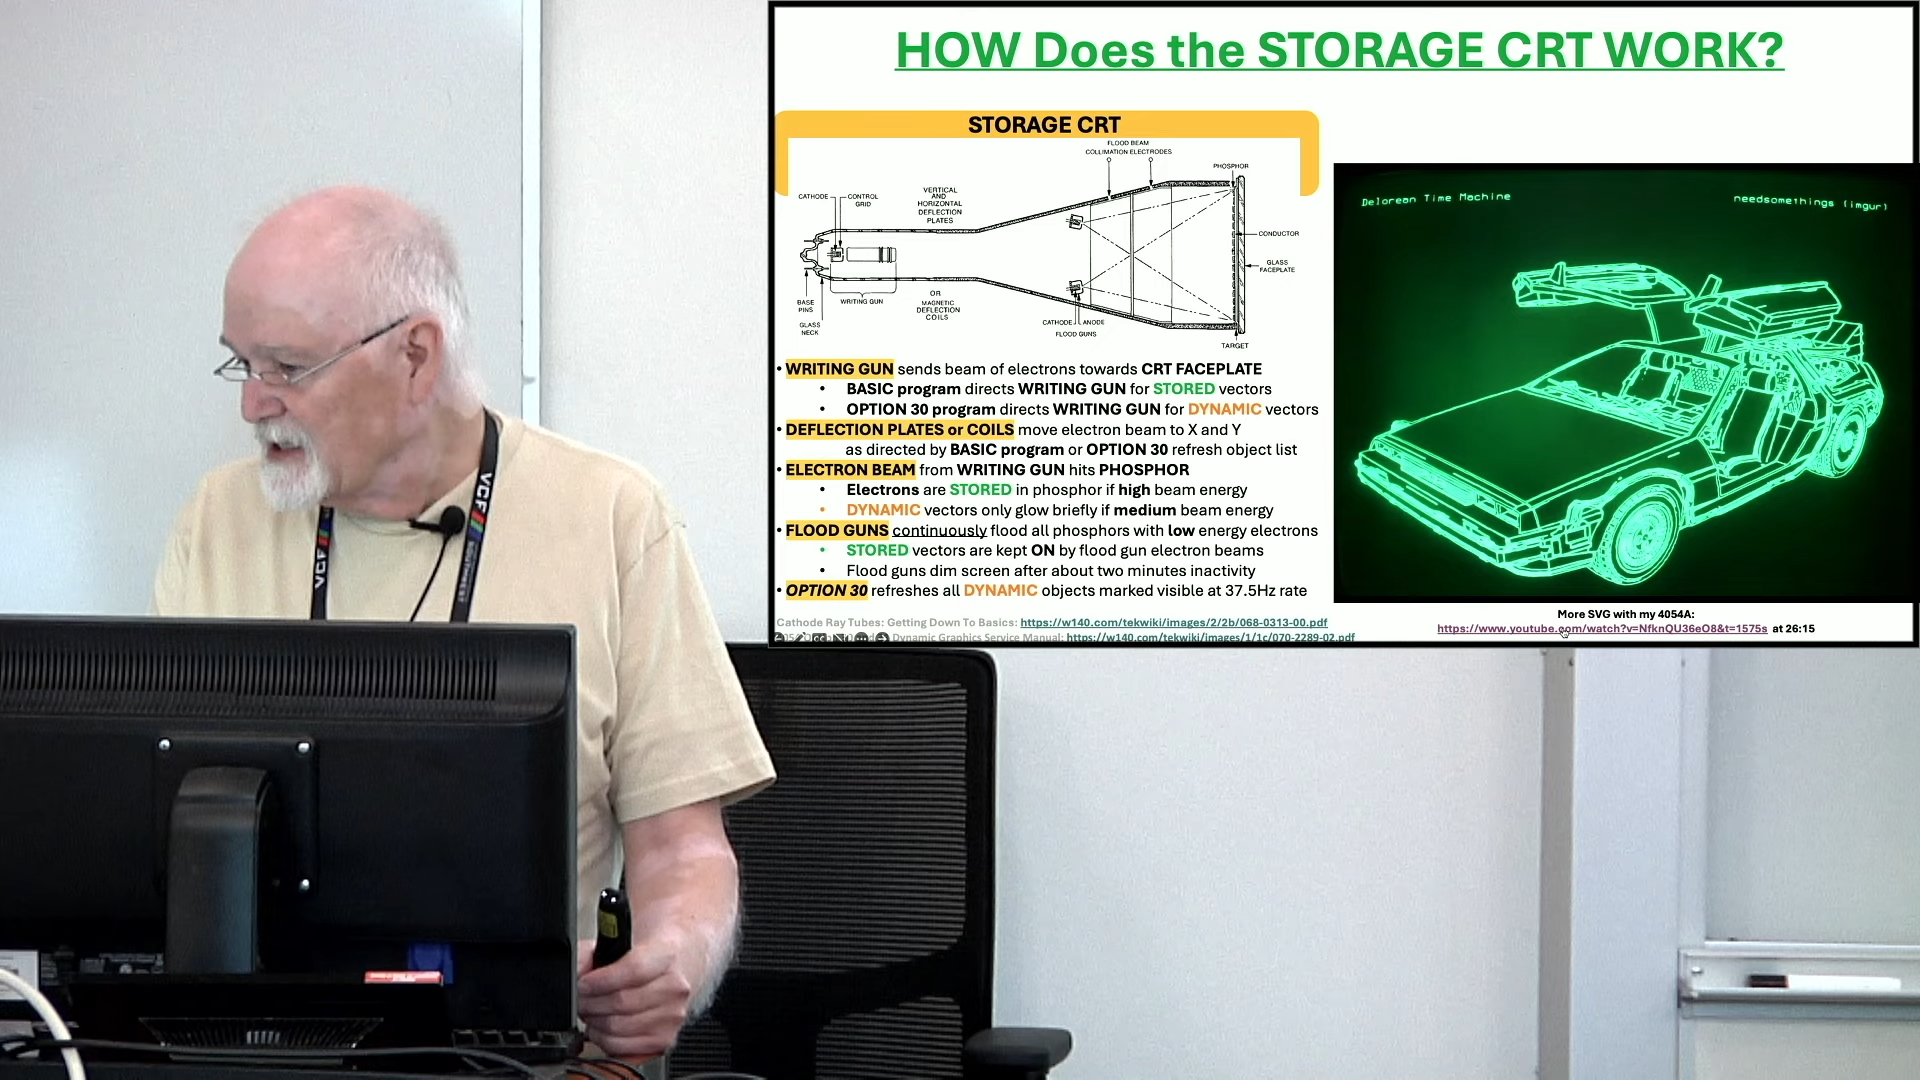 HOW Does the STORAGE CRT WORK?
STORAGE CRT
FLOOD BEAM
COLLIMATION ELECTRODES
PHOSPHOR
CATHODE
CONTROL
GRID
VERTICAL
AND
HORIZONTAL
DEFLECTION
PLATES
CONDUCTOR
GLASS
FACEPLATE
BASE
PINS
WRITING GUN
OR
MAGNETIC
DEFLECTION
COILS
GLASS
NECK
CATHODE
ANODE
FLOOD GUNS
TARGET
• WRITING GUN sends beam of electrons towards CRT FACEPLATE
• BASIC program directs WRITING GUN for STORED vectors
• OPTION 30 program directs WRITING GUN for DYNAMIC vectors
• DEFLECTION PLATES or COILS move electron beam to X and Y
as directed by BASIC program or OPTION 30 refresh object list
• ELECTRON BEAM from WRITING GUN hits PHOSPHOR
• Electrons are STORED in phosphor if high beam energy
• DYNAMIC vectors only glow briefly if medium beam energy
• FLOOD GUNS continuously flood all phosphors with low energy electrons
• STORED vectors are kept ON by flood gun electron beams
• Flood guns dim screen after about two minutes inactivity
• OPTION 30 refreshes all DYNAMIC objects marked visible at 37.5Hz rate
Cathode Ray Tubes: Getting Down To Basics: https://w140.com/tekwiki/images/2/2b/068-0313-00.pdf
Dynamic Graphics Service Manual: https://w140.com/tekwiki/images/1/1c/070-2289-02.pdf
Delorean Time Machine
needsomethings (imgur)
More SVG with my 4054A:
https://www.youtube.com/watch?v=NfknQU36eO8&t=1575s at 26:15
VCF
VCF